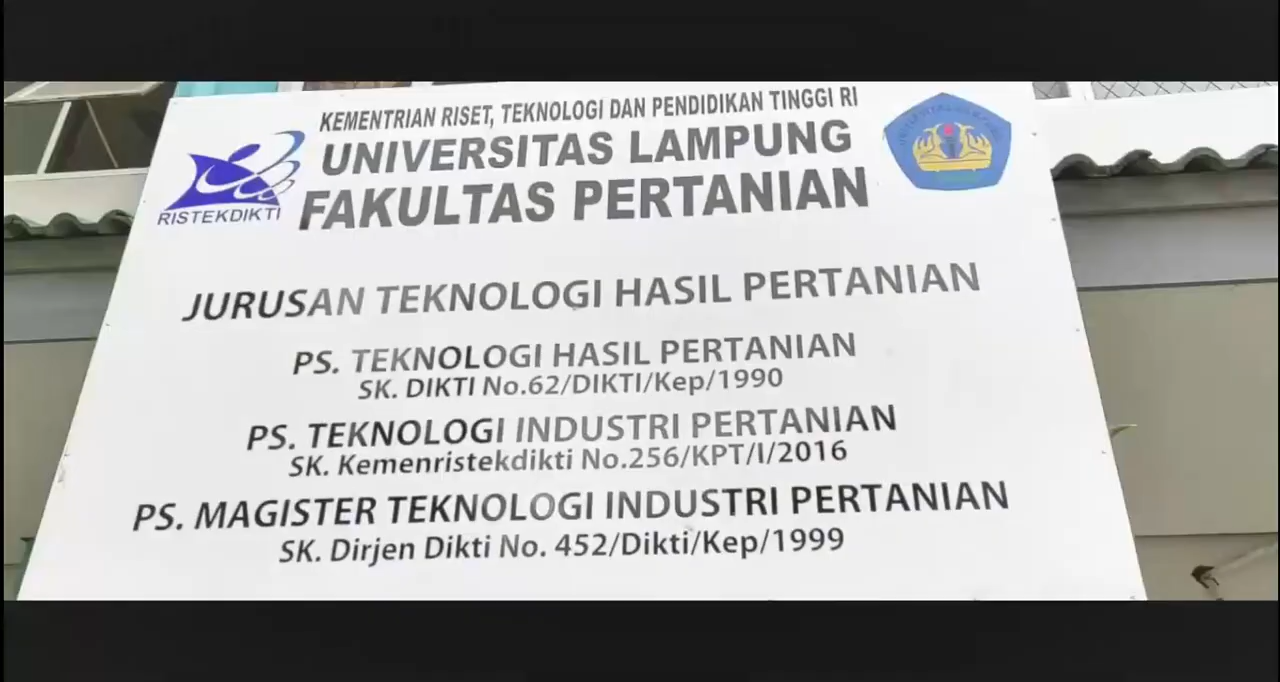 KEMENTRIAN RISET, TEKNOLOGI DAN PENDIDIKAN TINGGI RI
UNIVERSITAS LAMPUNG
FAKULTAS PERTANIAN
RISTEKDIKTI
UNIVERSITAS LAMPUNG
JURUSAN TEKNOLOGI HASIL PERTANIAN
PS. TEKNOLOGI HASIL PERTANIAN
SK. DIKTI No.62/DIKTI/Kep/1990
PS. TEKNOLOGI INDUSTRI PERTANIAN
SK. Kemenristekdikti No.256/KPT/I/2016
PS. MAGISTER TEKNOLOGI INDUSTRI PERTANIAN
SK. Dirjen Dikti No. 452/Dikti/Kep/1999